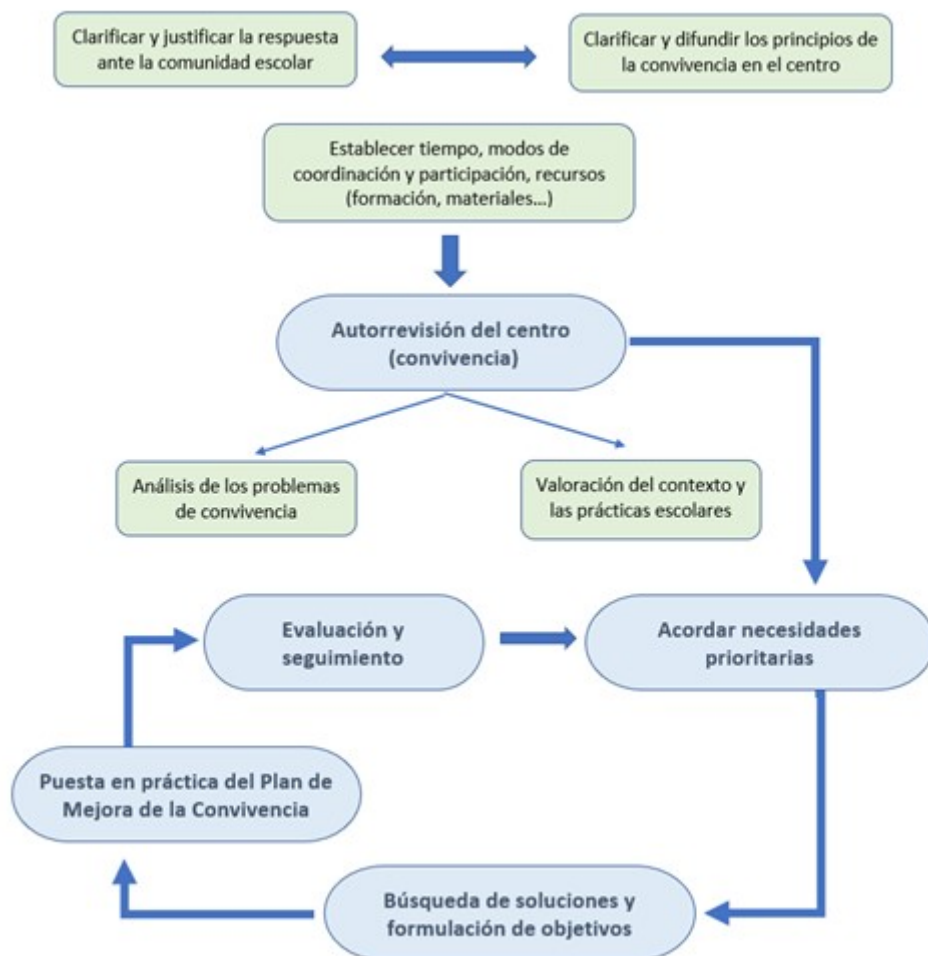 Clarificar y justificar la respuesta
ante la comunidad escolar
Clarificar y difundir los principios de
la convivencia en el centro
Establecer tiempo, modos de
coordinación y participación, recursos
(formación, materiales...)
Autorrevisión del centro
(convivencia)
Análisis de los problemas
de convivencia
Valoración del contexto y
las prácticas escolares
Evaluación y
seguimiento
Acordar necesidades
prioritarias
Puesta en práctica del Plan de
Mejora de la Convivencia
Búsqueda de soluciones y
formulación de objetivos